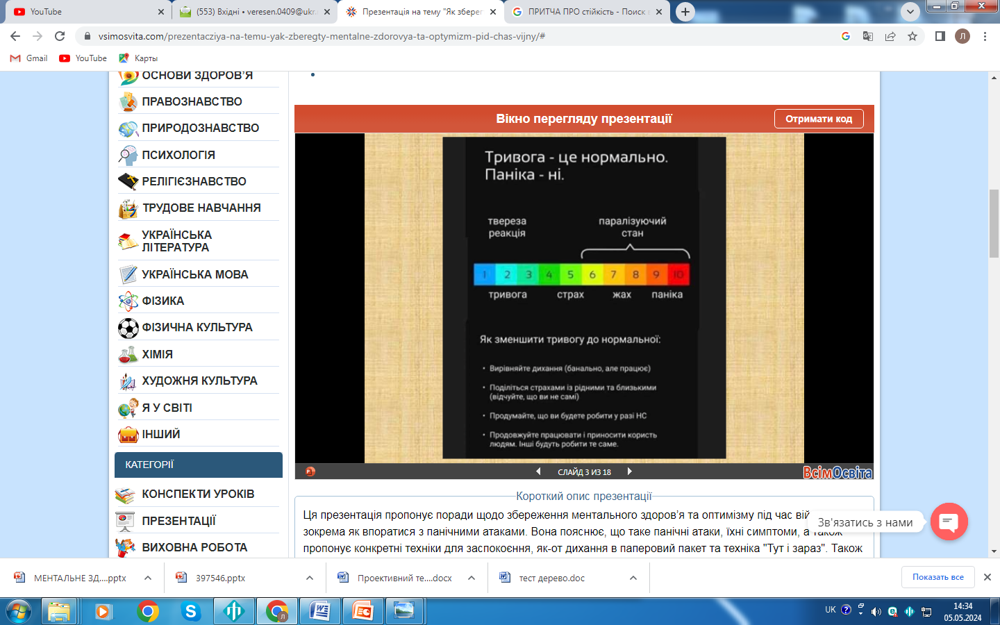 YouTube
(553) Вхідні • veresen.0409@ukr.
Презентація на тему "Як зберег
ПРИТЧА ПРО стійкість - Поиск в
vsimosvita.com/prezentacziya-na-temu-yak-zberegty-mentalne-zdorovya-ta-optymizm-pid-chas-vijny/#
Л
Gmail
YouTube
Карты
ОСНОВИ ЗДОРОВ'Я
ПРАВОЗНАВСТВО
ПРИРОДОЗНАВСТВО
ПСИХОЛОГІЯ
РЕЛІГІЄЗНАВСТВО
ТРУДОВЕ НАВЧАННЯ
УКРАЇНСЬКА
ЛІТЕРАТУРА
УКРАЇНСЬКА МОВА
ФІЗИКА
ФІЗИЧНА КУЛЬТУРА
ХІМІЯ
ХУДОЖНЯ КУЛЬТУРА
Я У СВІТІ
ІНШИЙ
КАТЕГОРІЇ
КОНСПЕКТИ УРОКІВ
ПРЕЗЕНТАЦІЇ
ВИХОВНА РОБОТА
Вікно перегляду презентації
Отримати код
Тривога - це нормально.
Паніка - ні.
твереза
реакція
паралізуючий
стан
1 2 3 4 5 6 7 8 9 10
тривога страх жах паніка
Як зменшити тривогу до нормальної:
• Вирівняйте дихання (банально, але працює)
• Поділіться страхами із рідними та близькими
(відчуйте, що ви не самі)
• Продумайте, що ви будете робити у разі НС
• Продовжуйте працювати і приносити користь
людям. Інші будуть робити те саме.
СЛАЙД 3 ИЗ 18
ВсімОсвіта
Короткий опис презентації
Ця презентація пропонує поради щодо збереження ментального здоров'я та оптимізму під час вій
зокрема як впоратися з панічними атаками. Вона пояснює, що таке панічні атаки, їхні симптоми, а також
пропонує конкретні техніки для заспокоєння, як-от дихання в паперовий пакет та техніка "Тут і зараз". Також
Зв'язатись з нами
МЕНТАЛЬНЕ ЗД....pptx
397546.pptx
Проективний те....docx
тест дерево.doc
Показать все
UK
14:34
05.05.2024